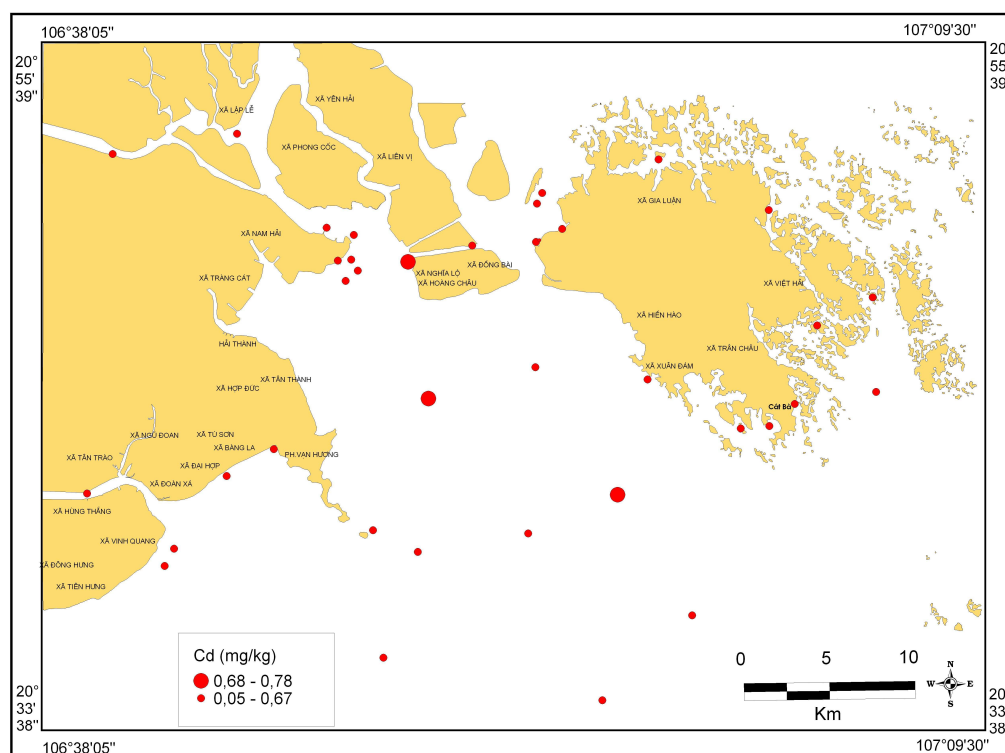 106°38'05"
107°09'30"
20°
55'
39"
20°
55
39
XÃ LẬP LỄ
XÃ YÊN HẢI
XÃ PHONG CỐC
XÃ LIÊN VỊ
XÃ GIA LUẬN
XÃ NAM HẢI
XÃ ĐỒNG BÀI
XÃ NGHĨA LỘ
XÃ HOÀNG CHÂU
XÃ TRÀNG CÁT
XÃ VIỆT HẢI
XÃ HIỀN HÀO
HẢI THÀNH
XÃ TRÂN CHÂU
XÃ XUÂN ĐÁM
XÃ TÂN THÀNH
XÃ HỢP ĐỨC
Cát Bà
XÃ NGŨ ĐOAN
XÃ TÚ SƠN
XÃ BÀNG LA
PH.VẠN HƯƠNG
XÃ TÂN TRÀO
XÃ ĐẠI HỢP
XÃ ĐOÀN XÁ
XÃ HÙNG THẮNG
XÃ VINH QUANG
XÃ ĐÔNG HƯNG
XÃ TIÊN HƯNG
Cd (mg/kg)
0,68 - 0,78
0,05 - 0,67
0 5 10
Km
N
W E
S
20°
33'
38"
20
33
38
106°38'05"
107°09'30"